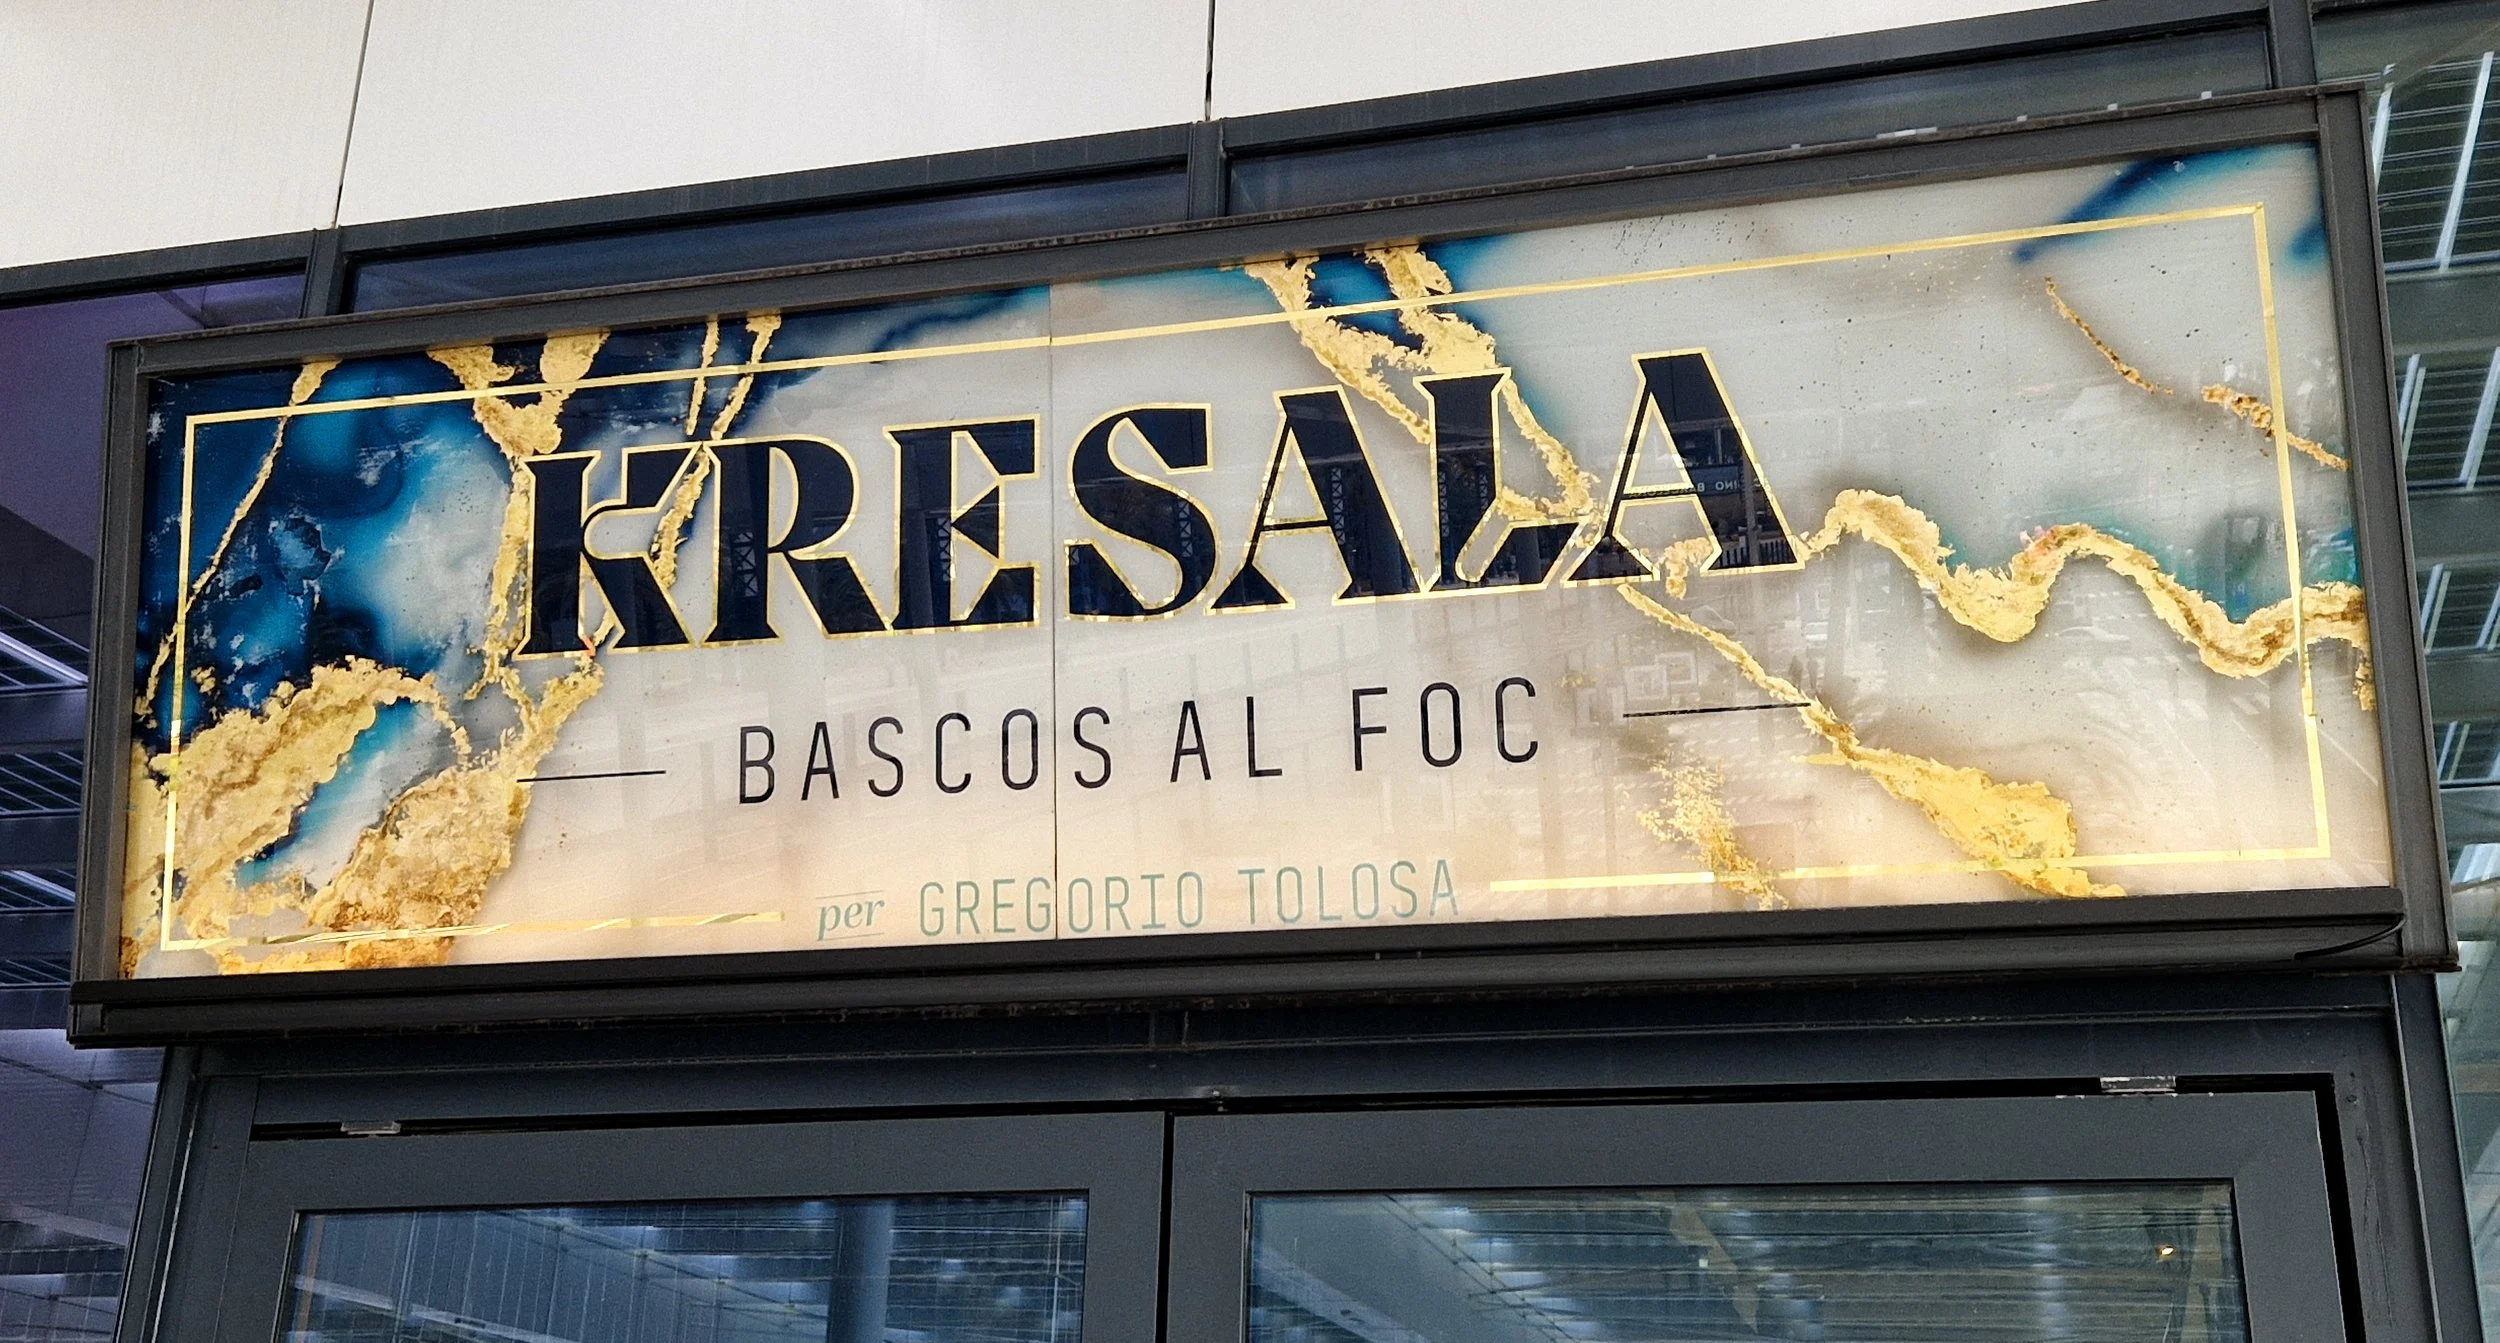 KRESALA
BASCOS AL FOC
per GREGORIO TOLOSA